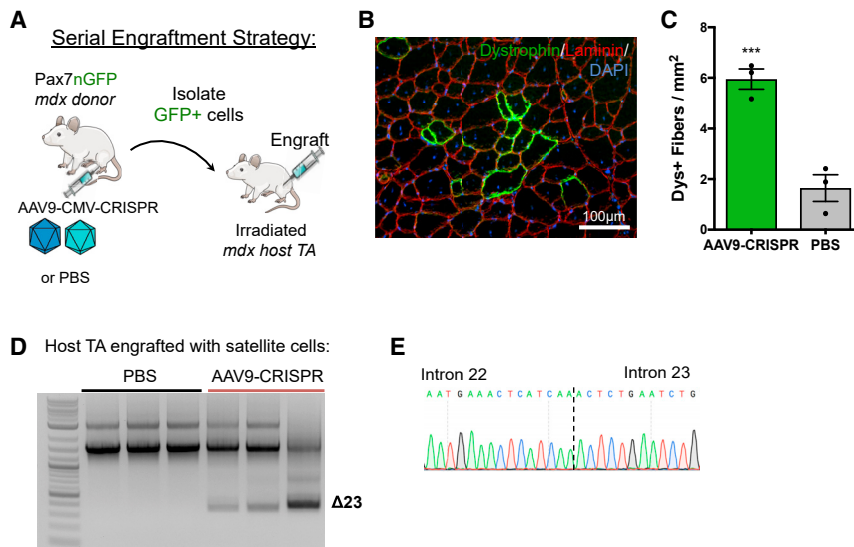 A
Serial Engraftment Strategy:
Pax7nGFP
mdx donor
Isolate
GFP+ cells
Engraft
AAV9-CMV-CRISPR
or PBS
Irradiated
mdx host TA
B
Dystrophin/Laminin/
DAPI
100µm
C
Dys+ Fibers / mm²
8
6
4
2
0
***
AAV9-CRISPR PBS
D
Host TA engrafted with satellite cells:
PBS AAV9-CRISPR
Δ23
E
Intron 22 Intron 23
A A T G A A A C T C A T C A A A C T C T G A A T C T G